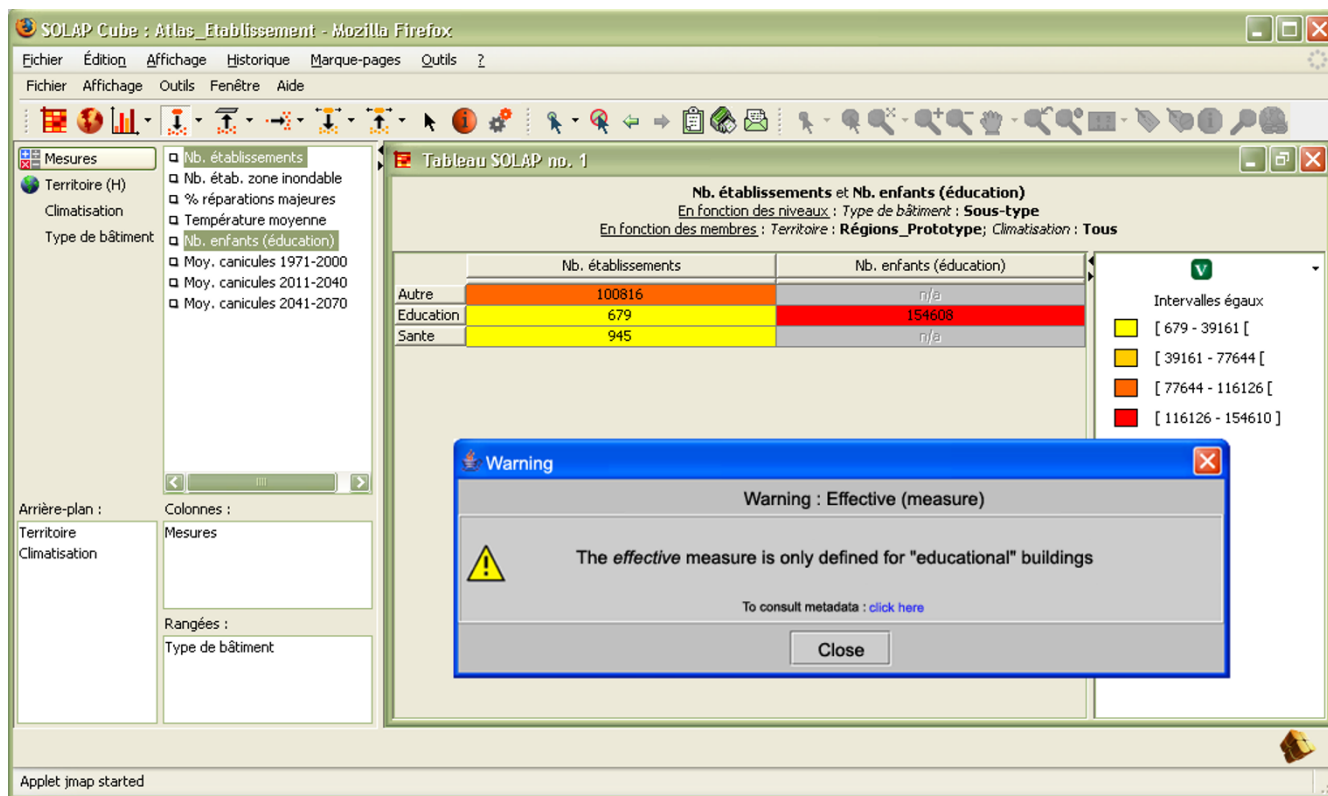 SOLAP Cube : Atlas_Etablissement - Mozilla Firefox
Fichier Édition Affichage Historique Marque-pages Outils ?
Fichier Affichage Outils Fenêtre Aide
Mesures
Territoire (H)
Climatisation
Type de bâtiment
Nb. établissements
Nb. étab. zone inondable
% réparations majeures
Température moyenne
Nb. enfants (éducation)
Moy. canicules 1971-2000
Moy. canicules 2011-2040
Moy. canicules 2041-2070
Arrière-plan :
Territoire
Climatisation
Colonnes :
Mesures
Rangées :
Type de bâtiment
Tableau SOLAP no. 1
Nb. établissements et Nb. enfants (éducation)
En fonction des niveaux : Type de bâtiment : Sous-type
En fonction des membres : Territoire : Régions_Prototype; Climatisation : Tous
Nb. établissements Nb. enfants (éducation)
Autre 100816 n/a
Education 679 154608
Sante 945 n/a
V
Intervalles égaux
[ 679 - 39161 [
[ 39161 - 77644 [
[ 77644 - 116126 [
[ 116126 - 154610 ]
Warning
Warning : Effective (measure)
The effective measure is only defined for "educational" buildings
To consult metadata : click here
Close
Applet jmap started